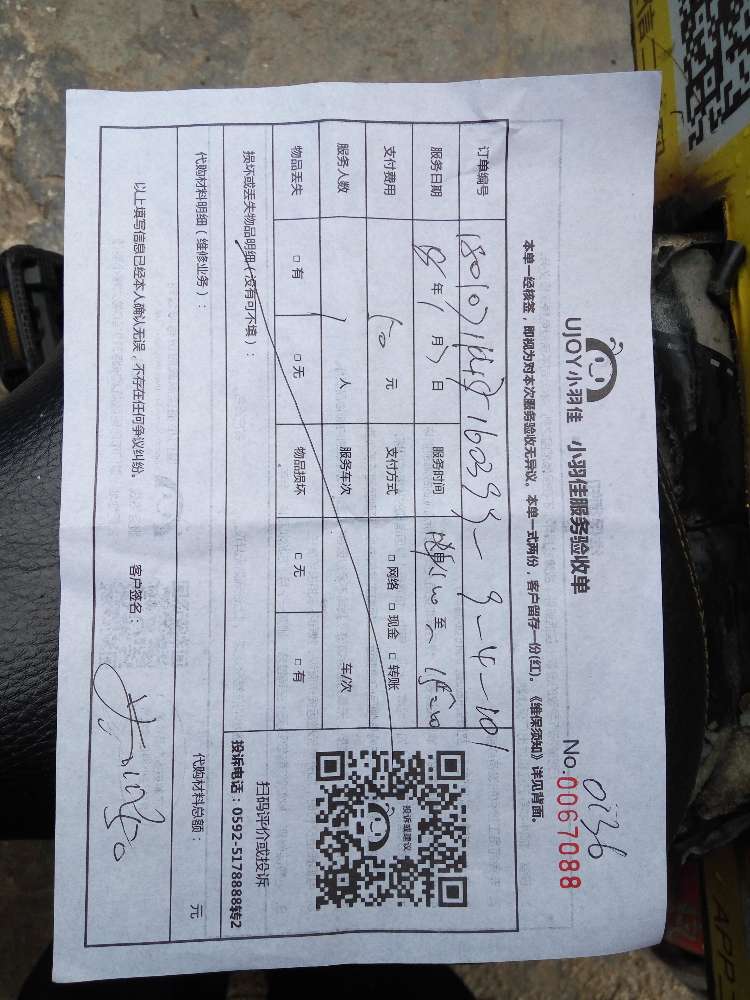 UJOY小羽佳 小羽佳服务验收单
0136
No.0067088
本单一经核签，即视为对本次服务验收无异议。本单一式两份，客户留存一份(红)。《维保须知》详见背面。
订单编号
服务日期 年 1 月 7 日 服务时间 至
支付费用 60 元 支付方式 □ 网络 □ 现金 □ 转账
服务人数 1 人 服务车次 车/次
物品丢失 □ 有 □ 无 物品损坏 □ 无 □ 有
损坏或丢失物品明细（没有可不填）：
投诉或建议
扫码评价或投诉
投诉电话：0592-5178888转2
代购材料明细（维修业务）： 代购材料总额： 元
以上填写信息已经本人确认无误，不存在任何争议纠纷。 客户签名：